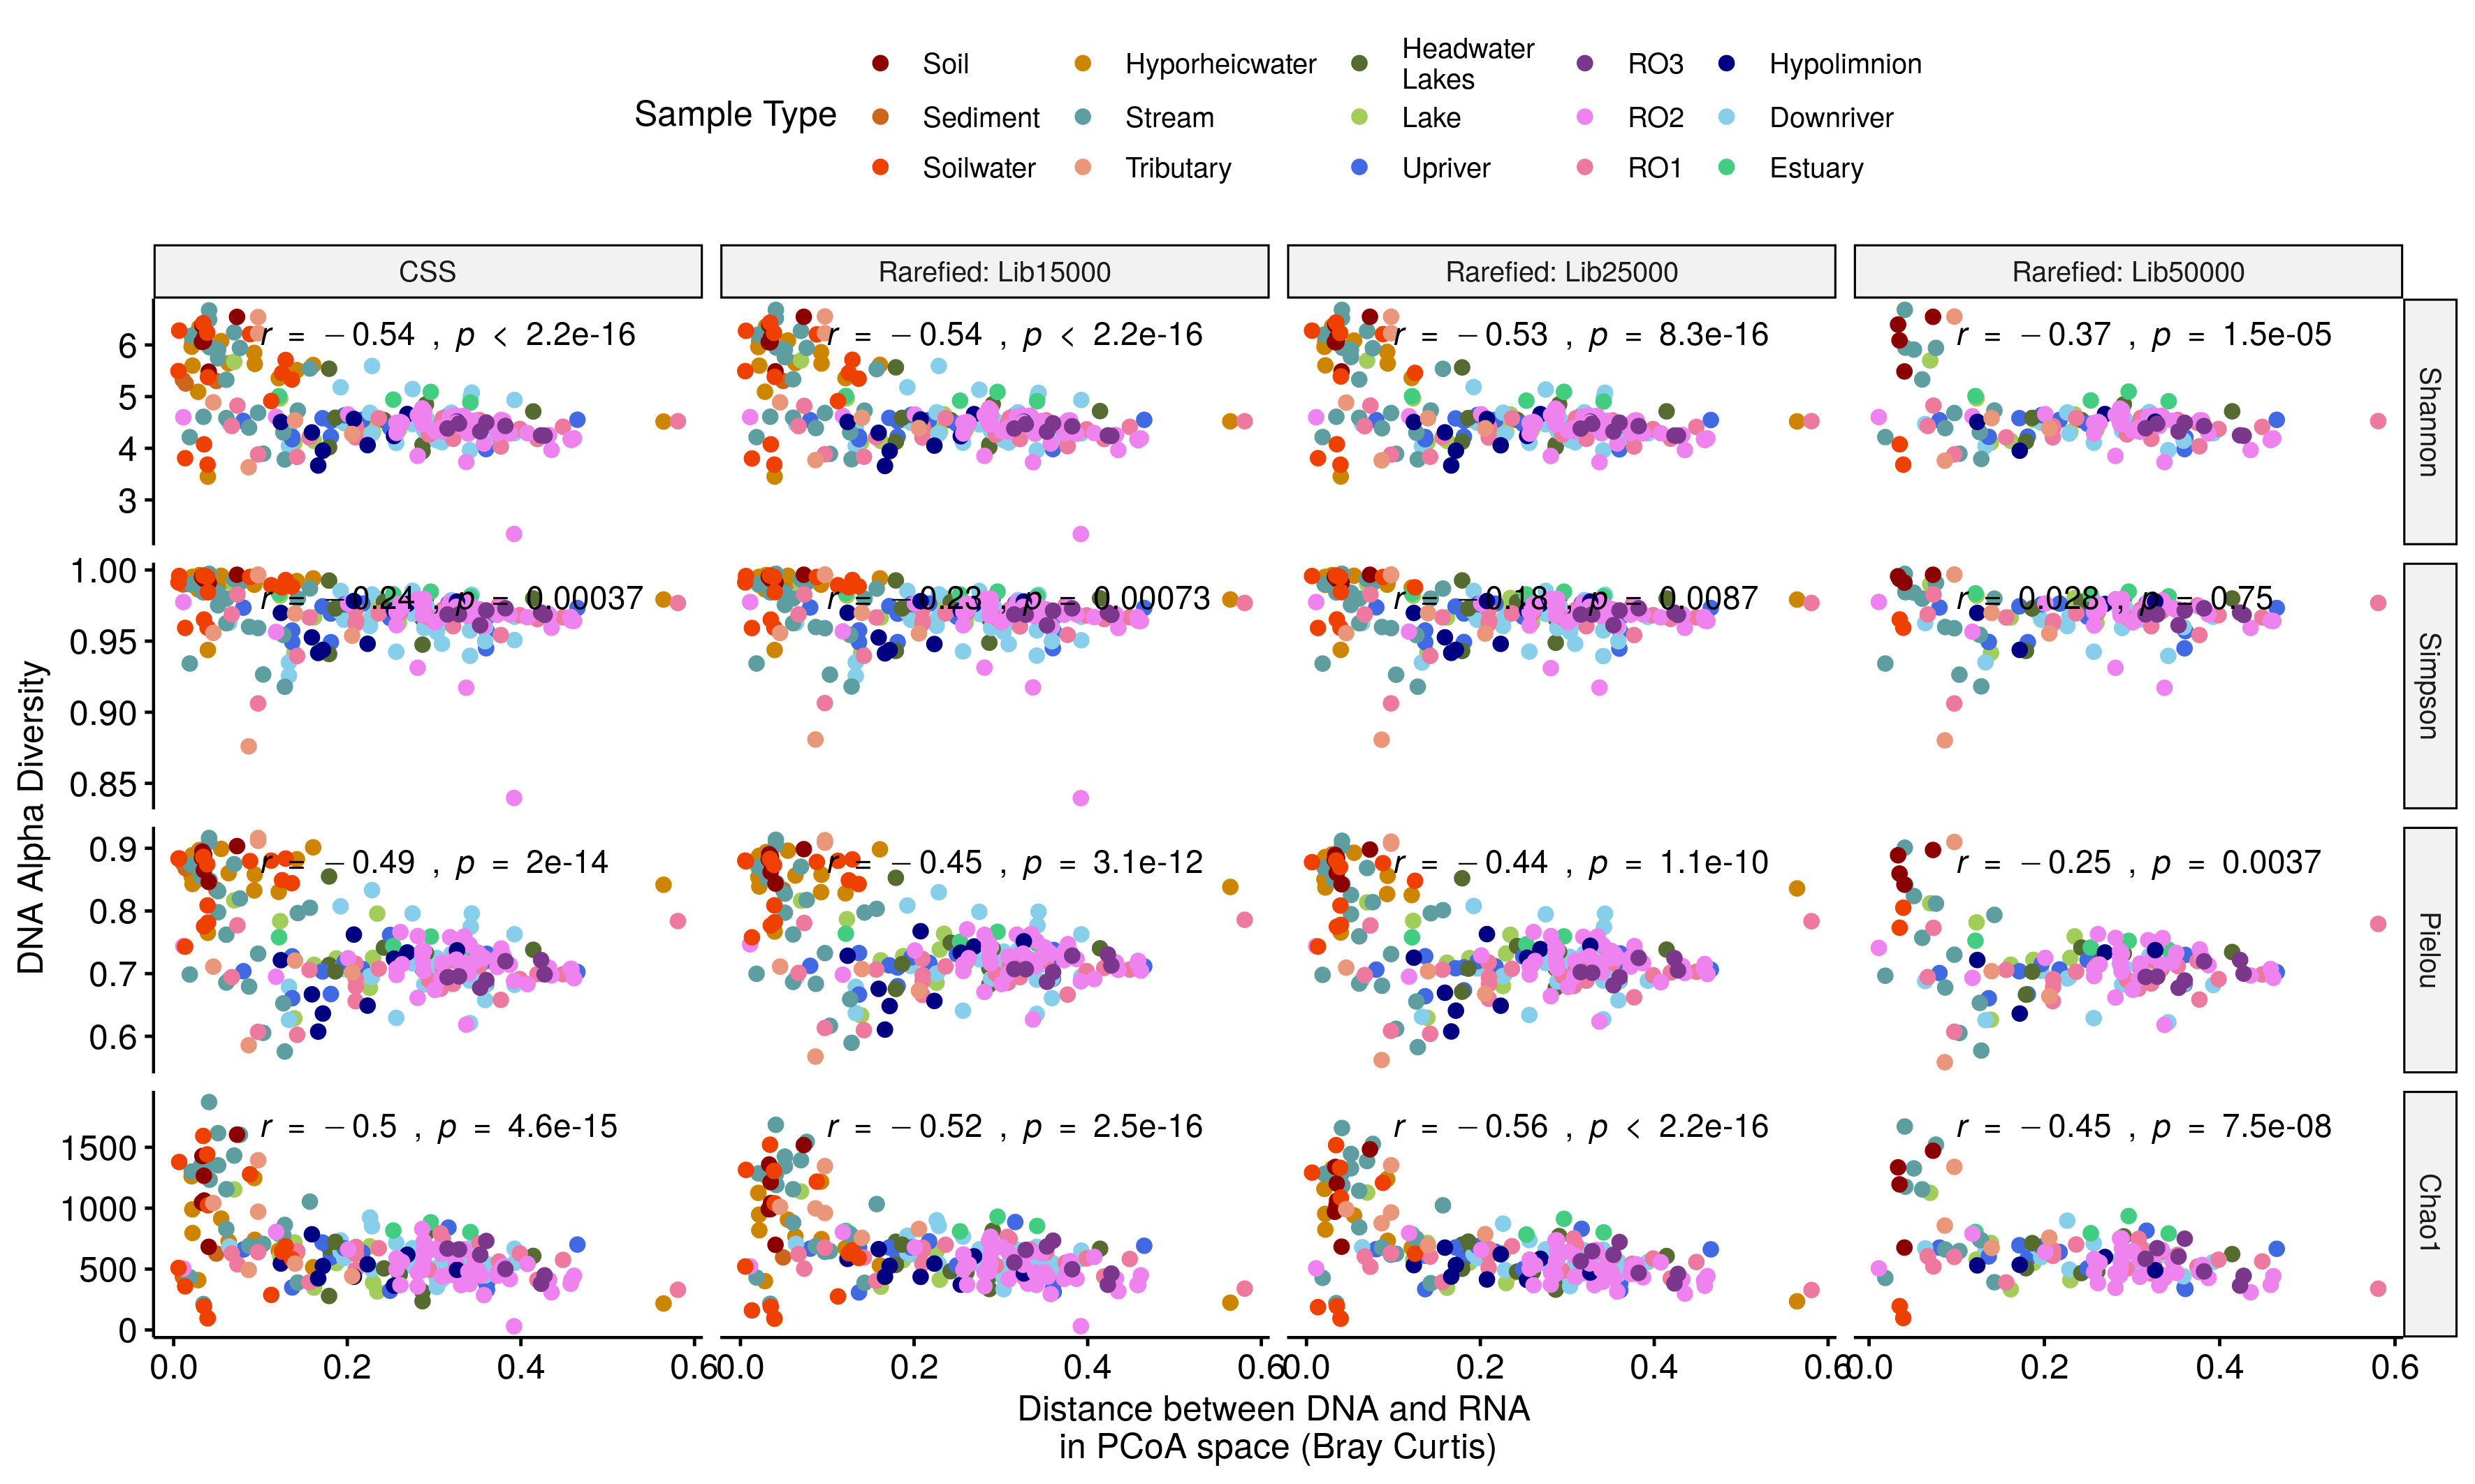 Sample Type
Soil
Sediment
Soilwater
Hyporheicwater
Stream
Tributary
Headwater
Lakes
Lake
Upriver
RO3
RO2
RO1
Hypolimnion
Downriver
Estuary
CSS
Rarefied: Lib15000
Rarefied: Lib25000
Rarefied: Lib50000
DNA Alpha Diversity
6
5
4
3
r = −0.54 , p < 2.2e-16
r = −0.54 , p < 2.2e-16
r = −0.53 , p = 8.3e-16
r = −0.37 , p = 1.5e-05
Shannon
1.00
0.95
0.90
0.85
r = −0.24 , p = 0.00037
r = −0.23 , p = 0.00073
r = −0.18 , p = 0.0087
r = 0.028 , p = 0.75
Simpson
0.9
0.8
0.7
0.6
r = −0.49 , p = 2e-14
r = −0.45 , p = 3.1e-12
r = −0.44 , p = 1.1e-10
r = −0.25 , p = 0.0037
Pielou
1500
1000
500
0
r = −0.5 , p = 4.6e-15
r = −0.52 , p = 2.5e-16
r = −0.56 , p < 2.2e-16
r = −0.45 , p = 7.5e-08
Chao1
0.0 0.2 0.4 0.6
0.0 0.2 0.4 0.6
0.0 0.2 0.4 0.6
0.0 0.2 0.4 0.6
Distance between DNA and RNA
in PCoA space (Bray Curtis)